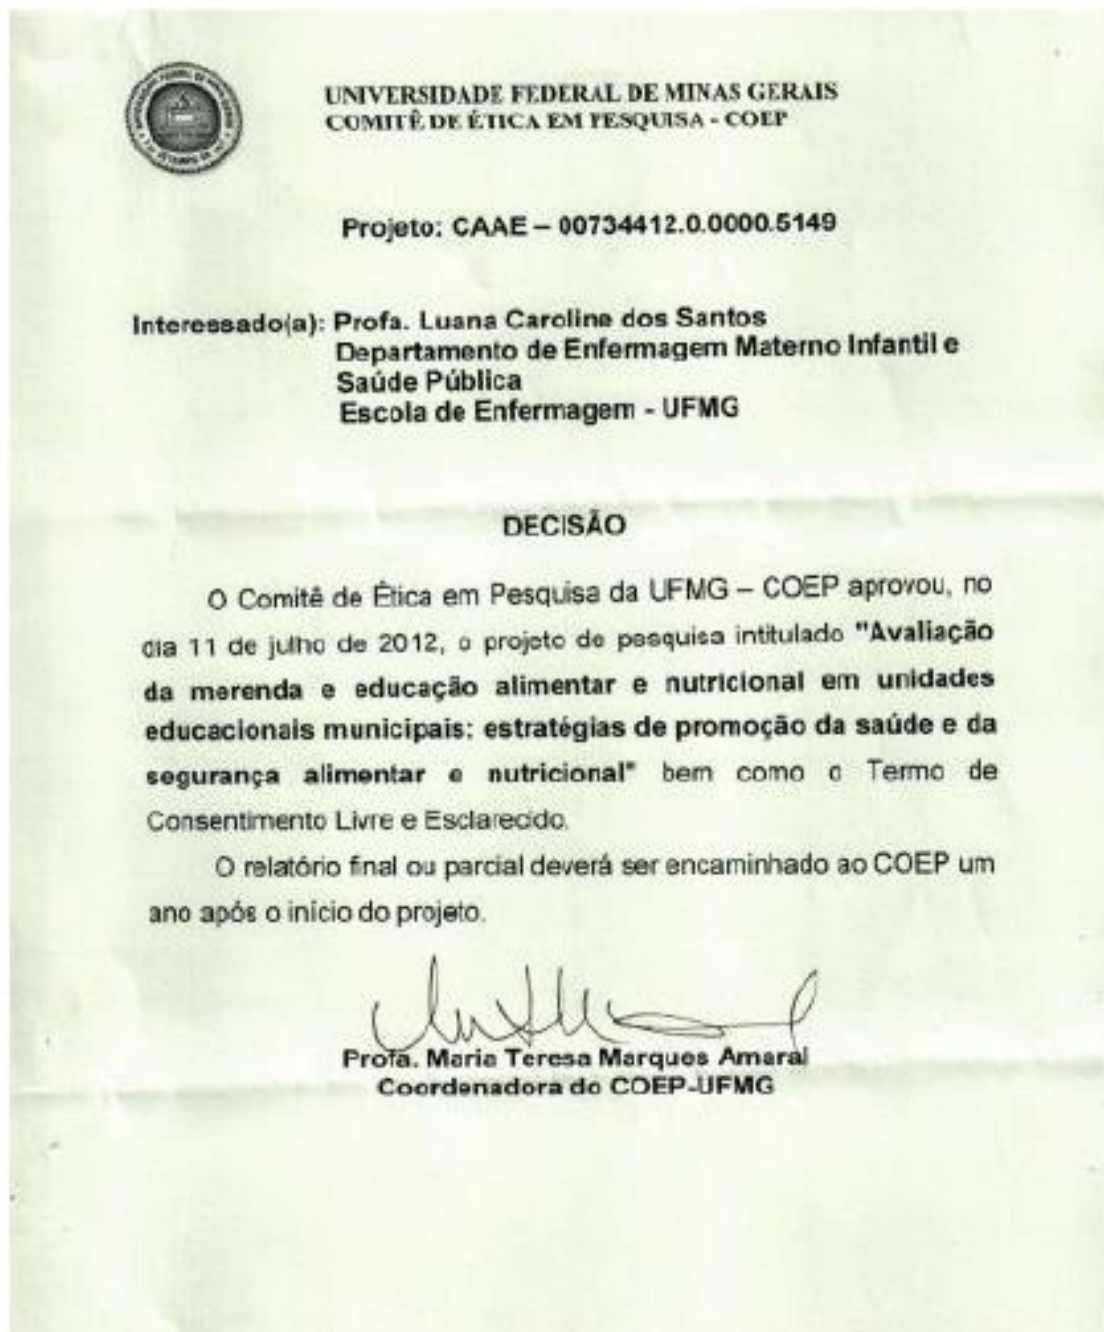 UNIVERSIDADE FEDERAL DE MINAS GERAIS
COMITÊ DE ÉTICA EM PESQUISA - COEP
Projeto: CAAE – 00734412.0.0000.5149
Interessado(a): Profa. Luana Caroline dos Santos
Departamento de Enfermagem Materno Infantil e
Saúde Pública
Escola de Enfermagem - UFMG
DECISÃO
O Comitê de Ética em Pesquisa da UFMG – COEP aprovou, no
dia 11 de julho de 2012, o projeto de pesquisa intitulado "Avaliação
da merenda e educação alimentar e nutricional em unidades
educacionais municipais: estratégias de promoção da saúde e da
segurança alimentar e nutricional" bem como o Termo de
Consentimento Livre e Esclarecido.
O relatório final ou parcial deverá ser encaminhado ao COEP um
ano após o início do projeto.
Profa. Maria Teresa Marques Amaral
Coordenadora do COEP-UFMG